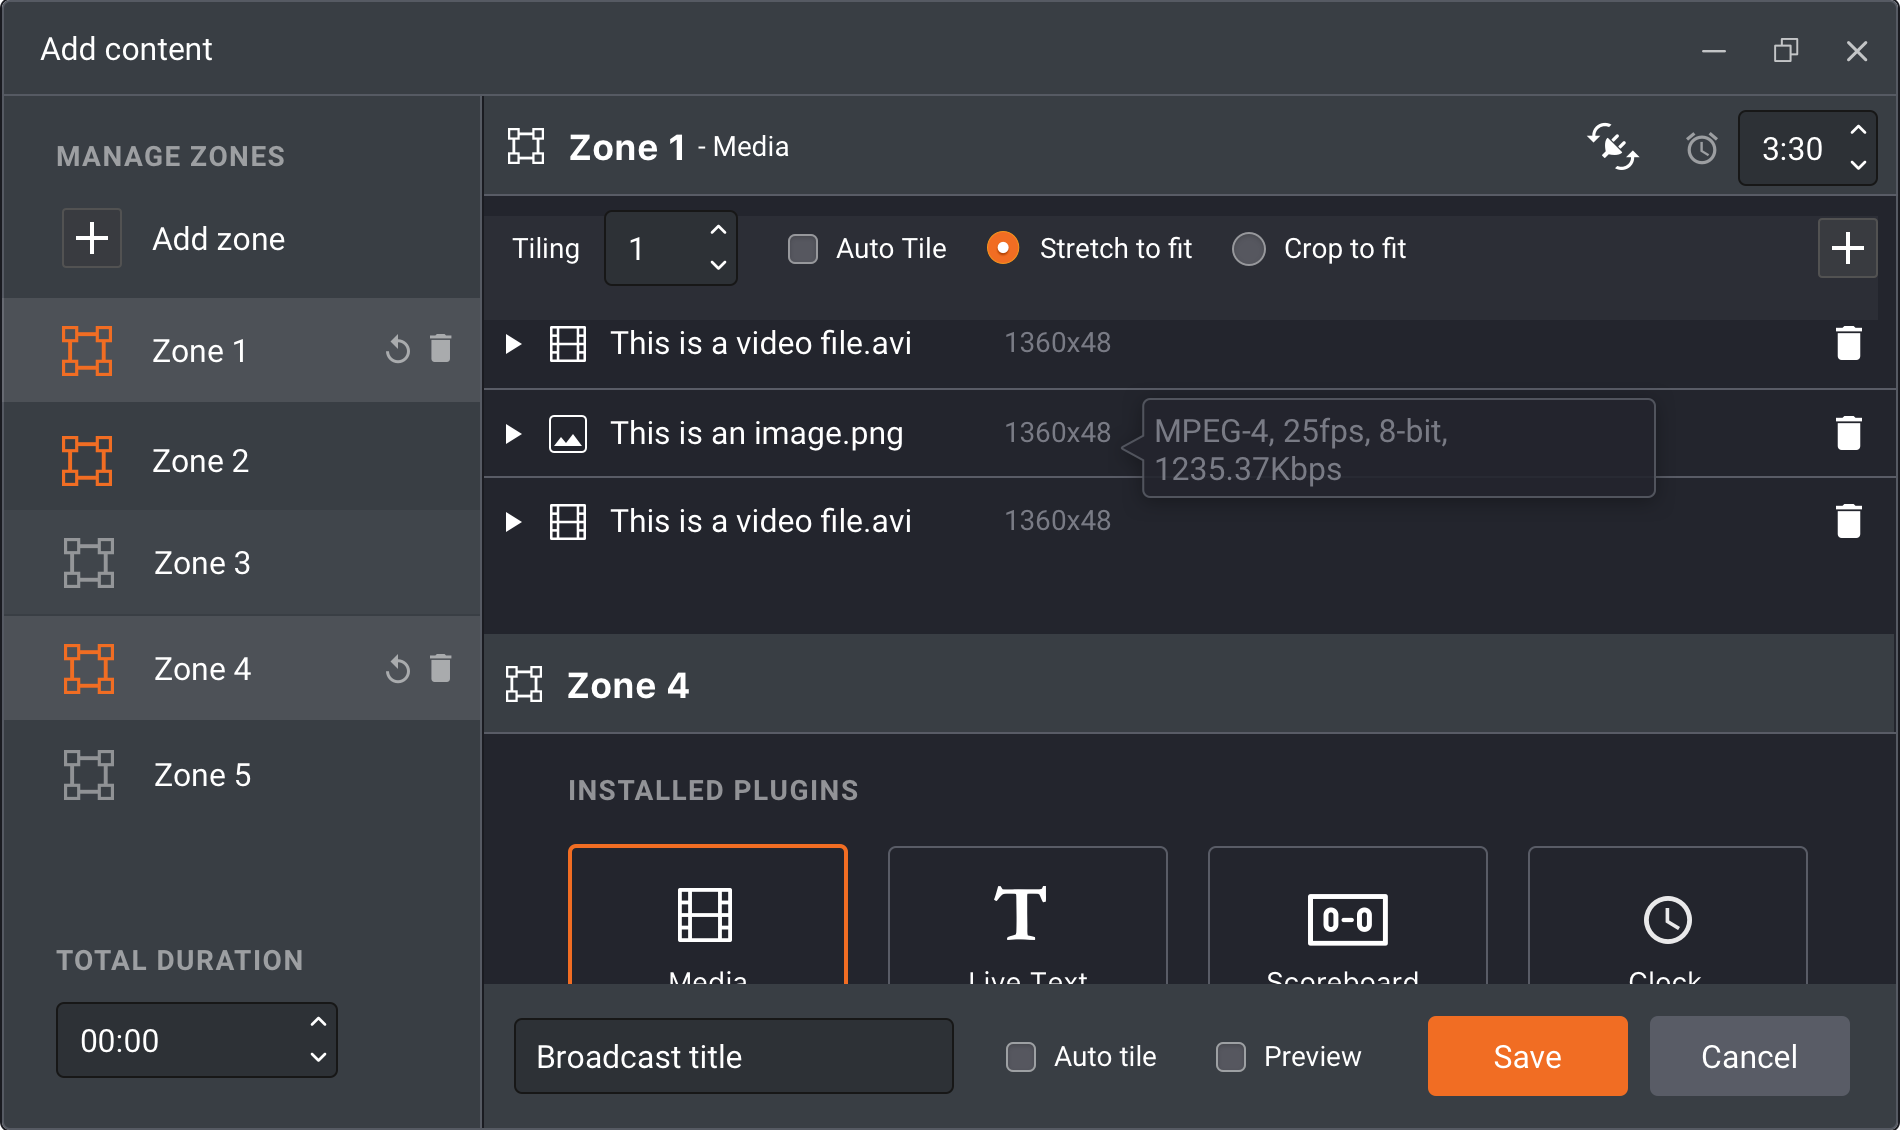 Add content
MANAGE ZONES
Add zone
Zone 1
Zone 2
Zone 3
Zone 4
Zone 5
TOTAL DURATION
00:00
Zone 1 - Media
3:30
Tiling 1 Auto Tile Stretch to fit Crop to fit
This is a video file.avi 1360x48
This is an image.png 1360x48
MPEG-4, 25fps, 8-bit,
1235.37Kbps
This is a video file.avi 1360x48
Zone 4
INSTALLED PLUGINS
T
0-0
Media Live Text Scoreboard Clock
Broadcast title Auto tile Preview Save Cancel